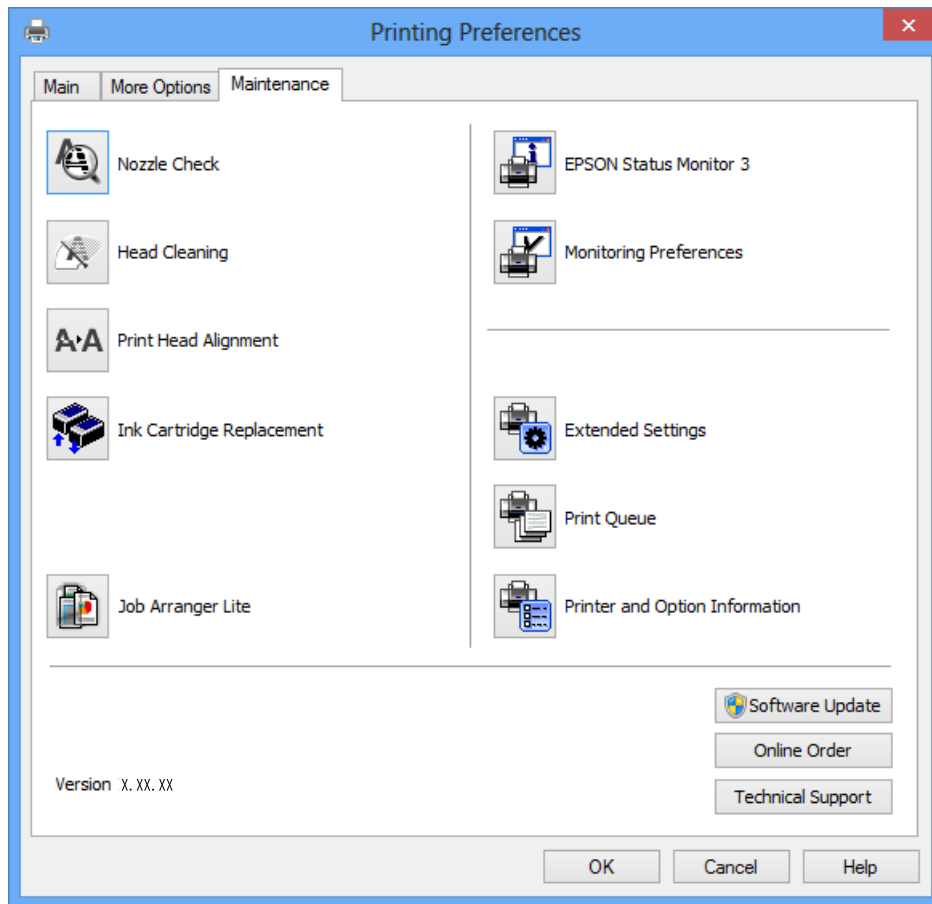 Printing Preferences
Main
More Options
Maintenance
Nozzle Check
Head Cleaning
A·A Print Head Alignment
Ink Cartridge Replacement
Job Arranger Lite
EPSON Status Monitor 3
Monitoring Preferences
Extended Settings
Print Queue
Printer and Option Information
Software Update
Online Order
Technical Support
Version X.XX.XX
OK
Cancel
Help